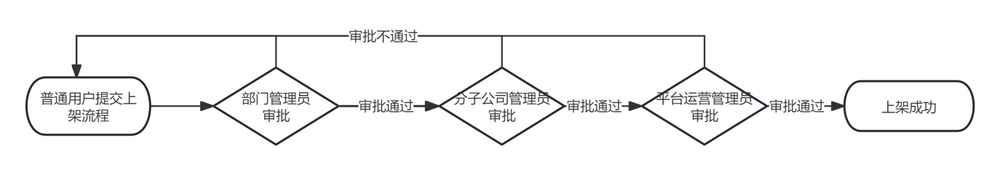 审批不通过
普通用户提交上
架流程
部门管理员
审批
审批通过
分子公司管理员
审批
审批通过
平台运营管理员
审批
审批通过
上架成功